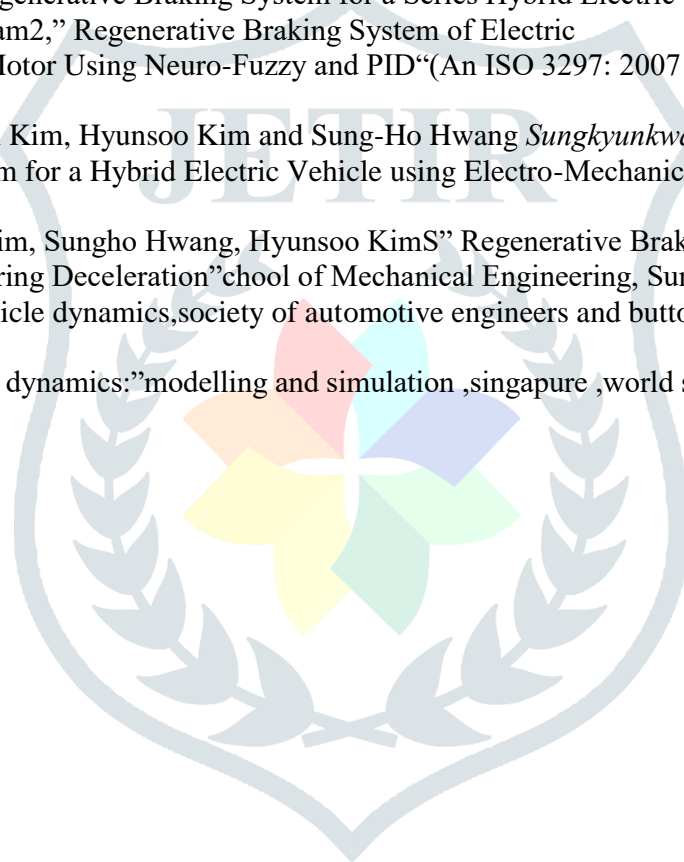 generative Braking System for a Series Hybrid Electric
am2,” Regenerative Braking System of Electric
Motor Using Neuro-Fuzzy and PID“(An ISO 3297: 2007
Kim, Hyunsoo Kim and Sung-Ho Hwang Sungkyunkwa
m for a Hybrid Electric Vehicle using Electro-Mechanic
JETIR
im, Sungho Hwang, Hyunsoo KimS” Regenerative Brak
ring Deceleration”chool of Mechanical Engineering, Sun
icle dynamics,society of automotive engineers and butto
dynamics:”modelling and simulation ,singapure ,world s